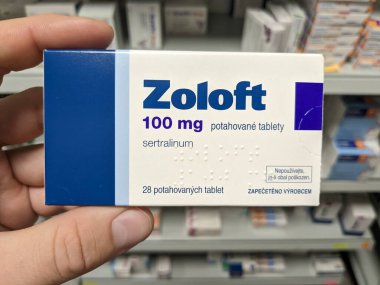 Zoloft
100 mg potahované tablety
sertralinum
28 potahovaných tablet
Nepoužívejte,
je-li obal poškozen
ZAPEČETĚNO VÝROBCEM